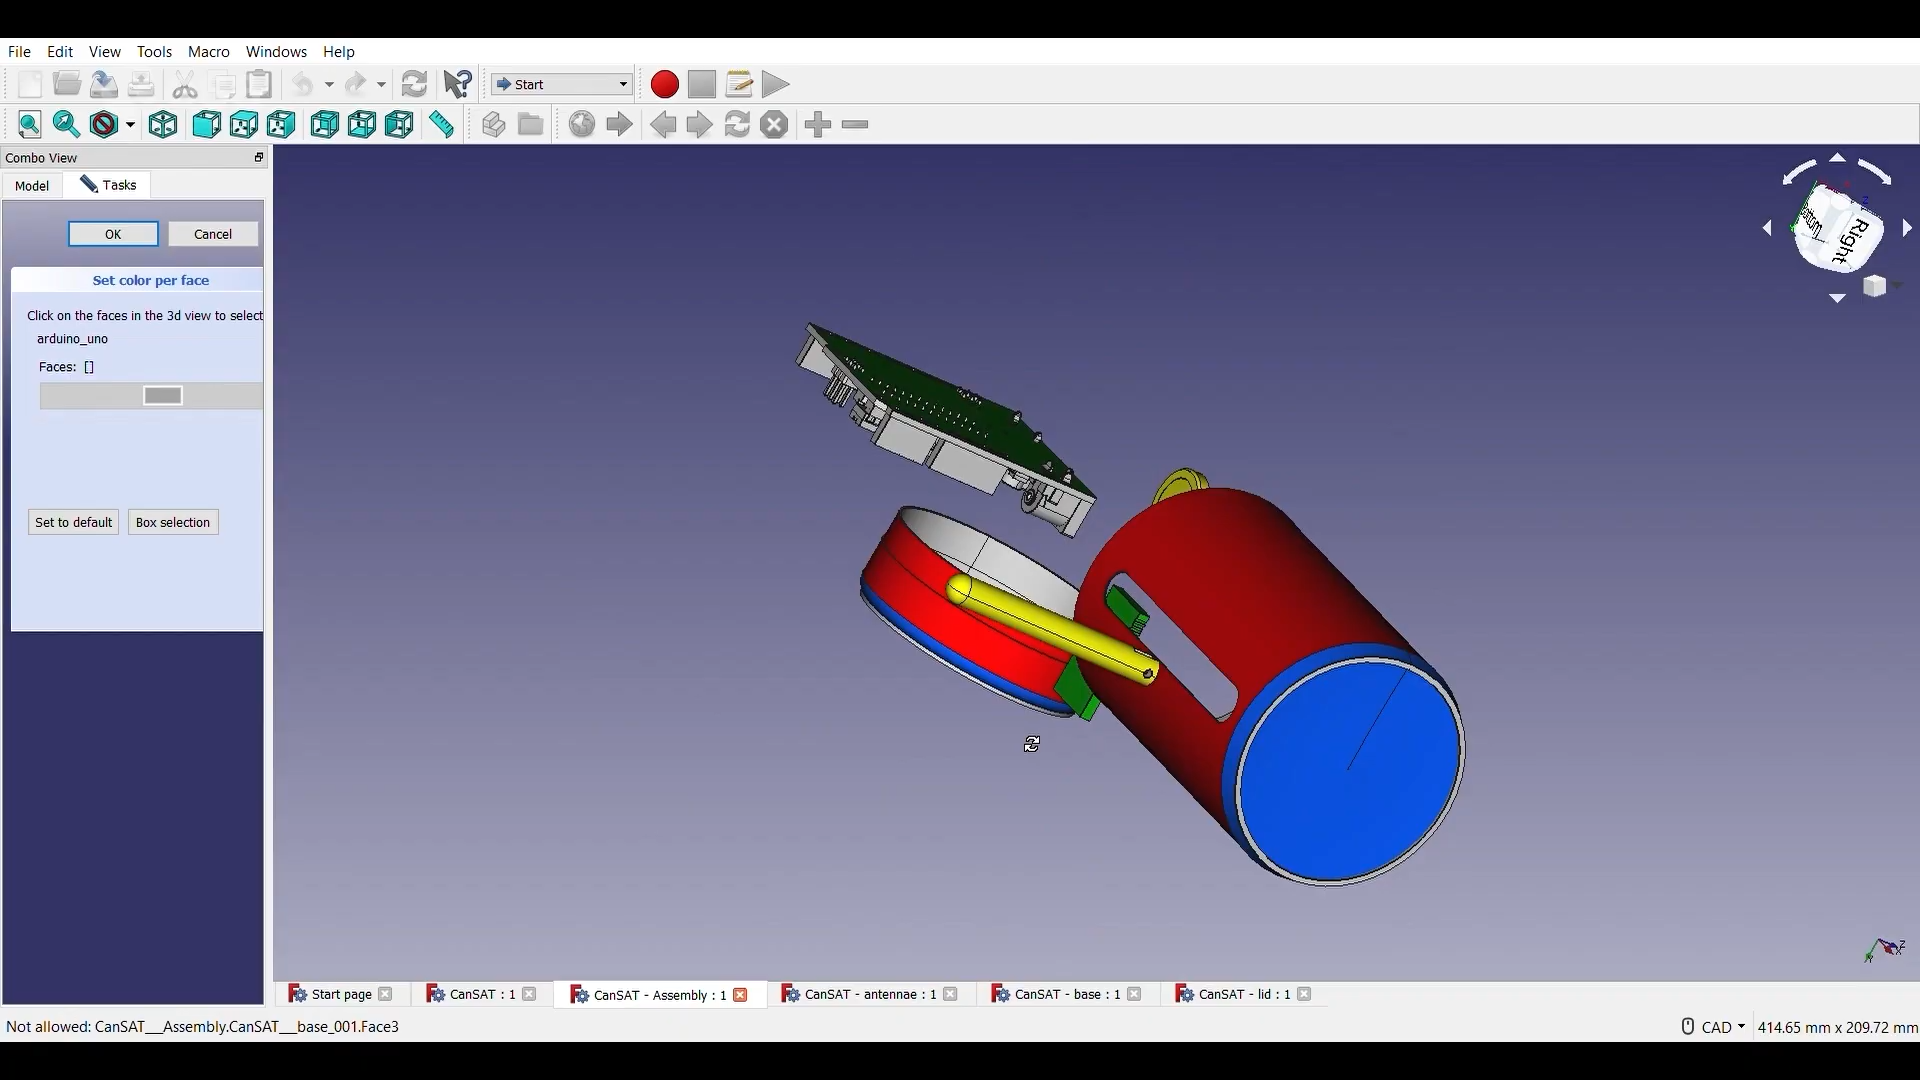 File Edit View Tools Macro Windows Help
Start
Combo View
Model Tasks
OK Cancel
Set color per face
Click on the faces in the 3d view to select
arduino_uno
Faces: []
Set to default Box selection
Bottom
Right
Z
Start page CanSAT : 1 CanSAT - Assembly : 1 CanSAT - antennae : 1 CanSAT - base : 1 CanSAT - lid : 1
Not allowed: CanSAT__Assembly.CanSAT__base_001.Face3 CAD 414.65 mm x 209.72 mm